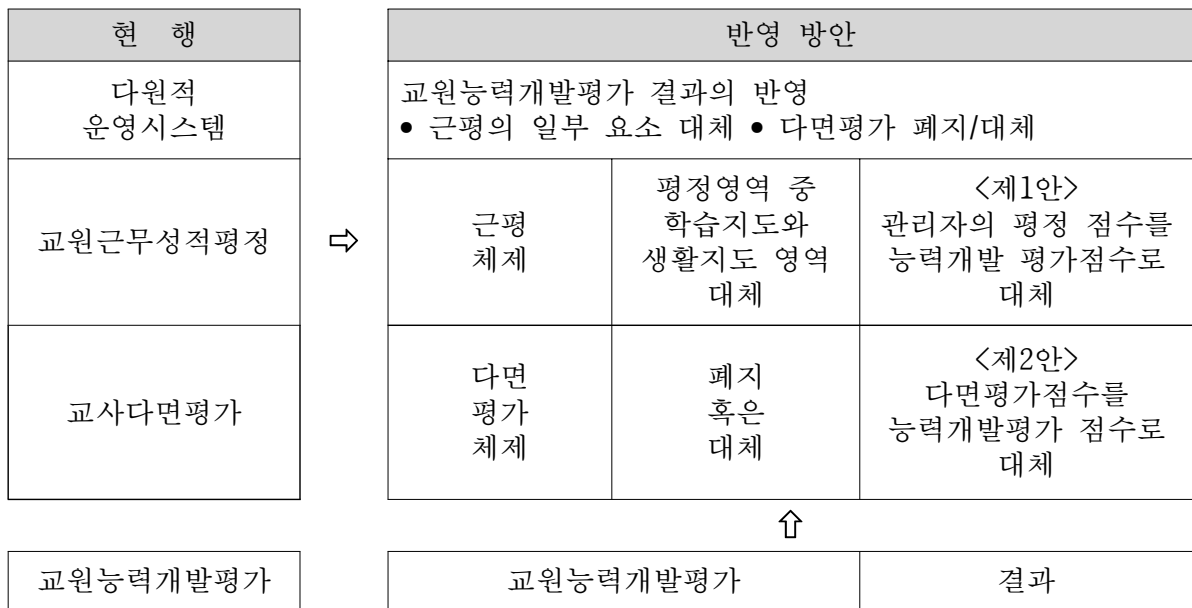 현 행
반영 방안
다원적
운영시스템
교원능력개발평가 결과의 반영
• 근평의 일부 요소 대체 • 다면평가 폐지/대체
교원근무성적평정
⇨
근평
체제
평정영역 중
학습지도와
생활지도 영역
대체
<제1안>
관리자의 평정 점수를
능력개발 평가점수로
대체
교사다면평가
다면
평가
체제
폐지
혹은
대체
<제2안>
다면평가점수를
능력개발평가 점수로
대체
⇧
교원능력개발평가
교원능력개발평가
결과